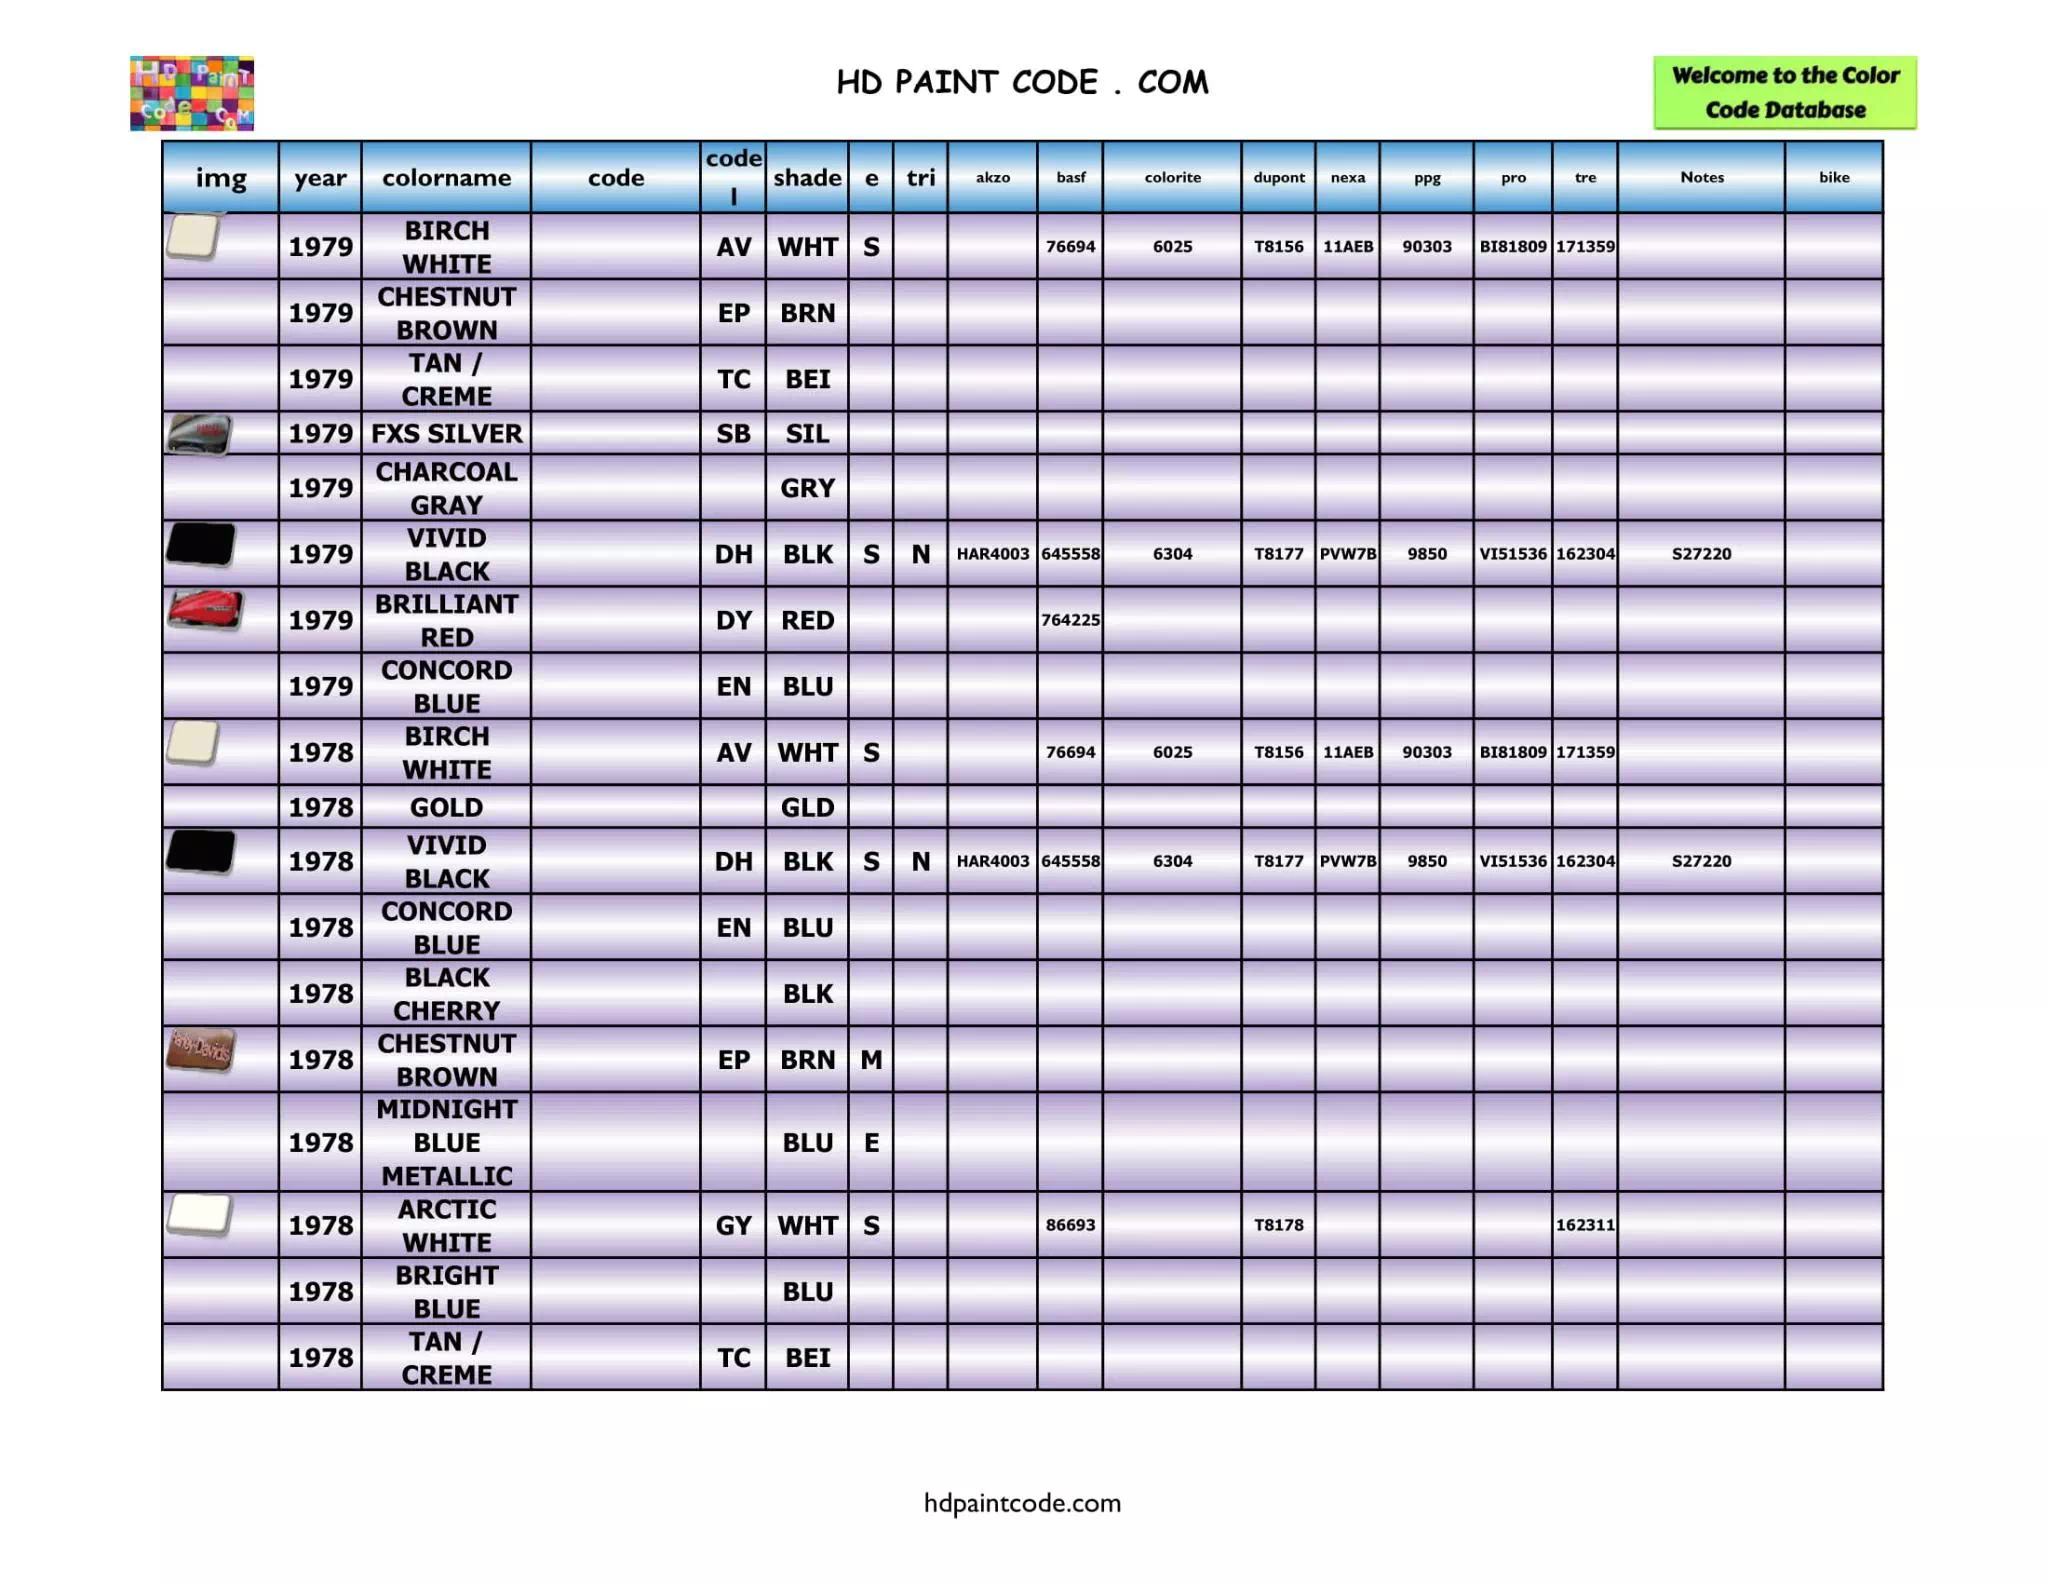 HD PainT
Code
CoM
HD PAINT CODE . COM
Welcome to the Color
Code Database
img year colorname code code l shade e tri akzo basf colorite dupont nexa ppg pro tre Notes bike
1979 BIRCH WHITE AV WHT S 76694 6025 T8156 11AEB 90303 BI81809 171359
1979 CHESTNUT BROWN EP BRN
1979 TAN / CREME TC BEI
1979 FXS SILVER SB SIL
1979 CHARCOAL GRAY GRY
1979 VIVID BLACK DH BLK S N HAR4003 645558 6304 T8177 PVW7B 9850 VI51536 162304 S27220
1979 BRILLIANT RED DY RED 764225
1979 CONCORD BLUE EN BLU
1978 BIRCH WHITE AV WHT S 76694 6025 T8156 11AEB 90303 BI81809 171359
1978 GOLD GLD
1978 VIVID BLACK DH BLK S N HAR4003 645558 6304 T8177 PVW7B 9850 VI51536 162304 S27220
1978 CONCORD BLUE EN BLU
1978 BLACK CHERRY BLK
Harley-Davids
1978 CHESTNUT BROWN EP BRN M
1978 MIDNIGHT BLUE METALLIC BLU E
1978 ARCTIC WHITE GY WHT S 86693 T8178 162311
1978 BRIGHT BLUE BLU
1978 TAN / CREME TC BEI
hdpaintcode.com